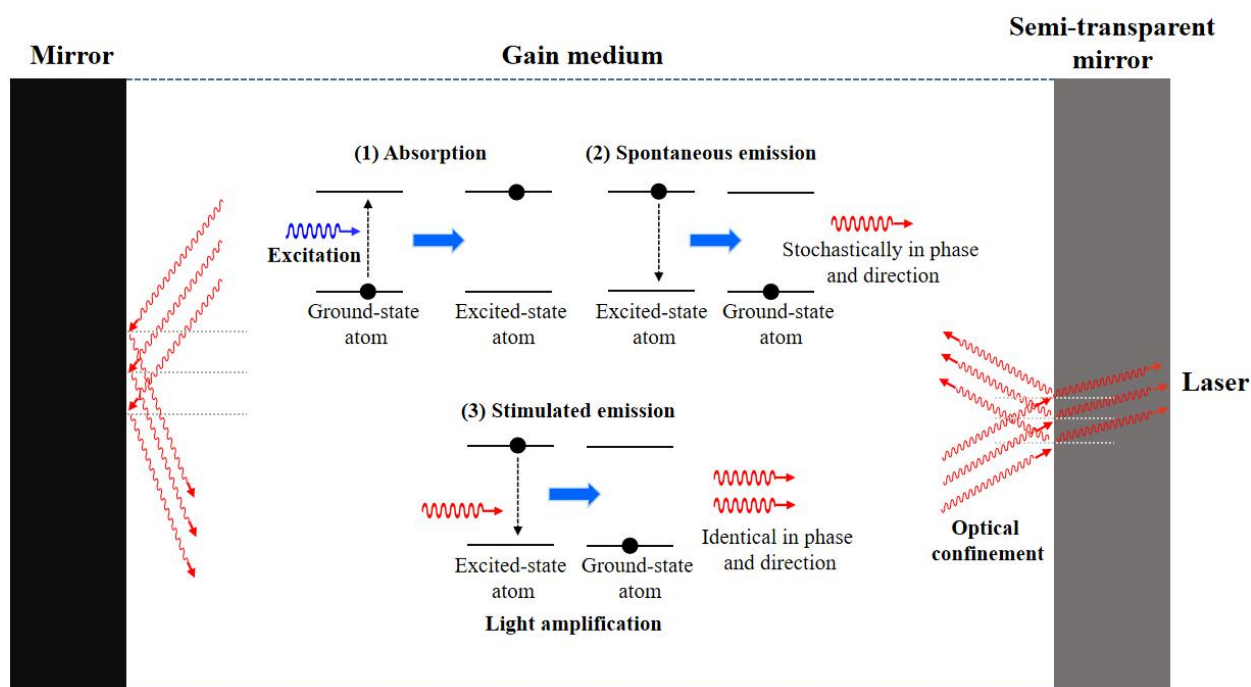 Mirror
Gain medium
Semi-transparent
mirror
(1) Absorption
(2) Spontaneous emission
Excitation
Stochastically in phase
and direction
Ground-state
atom
Excited-state
atom
Excited-state
atom
Ground-state
atom
Laser
(3) Stimulated emission
Identical in phase
and direction
Optical
confinement
Excited-state
atom
Ground-state
atom
Light amplification